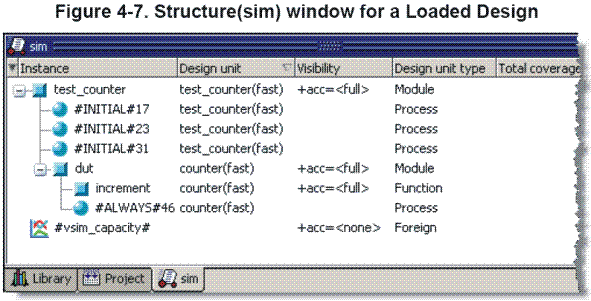 Figure 4-7. Structure(sim) window for a Loaded Design
sim
Instance Design unit Visibility Design unit type Total coverage
test_counter test_counter(fast) +acc=<full> Module
#INITIAL#17 test_counter(fast) Process
#INITIAL#23 test_counter(fast) Process
#INITIAL#31 test_counter(fast) Process
dut counter(fast) +acc=<full> Module
increment counter(fast) +acc=<full> Function
#ALWAYS#46 counter(fast) Process
#vsim_capacity# +acc=<none> Foreign
Library Project sim